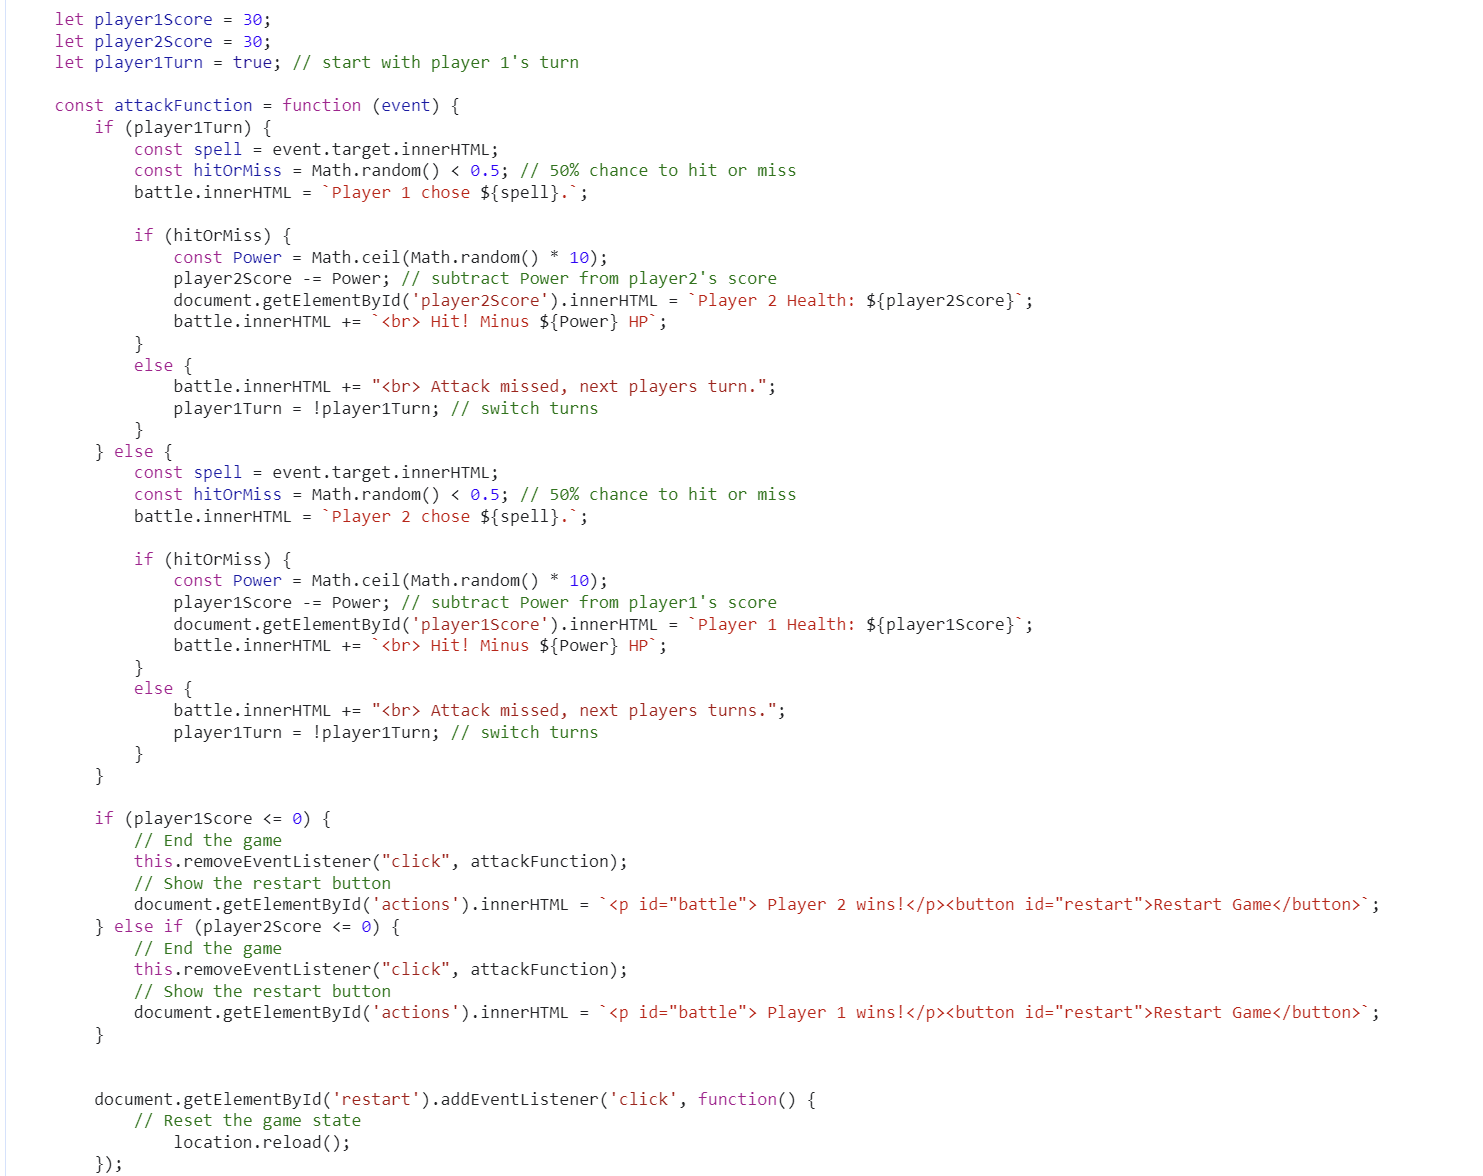 let player1Score = 30;
let player2Score = 30;
let player1Turn = true; // start with player 1's turn
const attackFunction = function (event) {
if (player1Turn) {
const spell = event.target.innerHTML;
const hitOrMiss = Math.random() < 0.5; // 50% chance to hit or miss
battle.innerHTML = `Player 1 chose ${spell}.`;
if (hitOrMiss) {
const Power = Math.ceil(Math.random() * 10);
player2Score -= Power; // subtract Power from player2's score
document.getElementById('player2Score').innerHTML = `Player 2 Health: ${player2Score}`;
battle.innerHTML += `<br> Hit! Minus ${Power} HP`;
}
else {
battle.innerHTML += "<br> Attack missed, next players turn.";
player1Turn = !player1Turn; // switch turns
}
} else {
const spell = event.target.innerHTML;
const hitOrMiss = Math.random() < 0.5; // 50% chance to hit or miss
battle.innerHTML = `Player 2 chose ${spell}.`;
if (hitOrMiss) {
const Power = Math.ceil(Math.random() * 10);
player1Score -= Power; // subtract Power from player1's score
document.getElementById('player1Score').innerHTML = `Player 1 Health: ${player1Score}`;
battle.innerHTML += `<br> Hit! Minus ${Power} HP`;
}
else {
battle.innerHTML += "<br> Attack missed, next players turns.";
player1Turn = !player1Turn; // switch turns
}
}
if (player1Score <= 0) {
// End the game
this.removeEventListener("click", attackFunction);
// Show the restart button
document.getElementById('actions').innerHTML = `<p id="battle"> Player 2 wins!</p><button id="restart">Restart Game</button>`;
} else if (player2Score <= 0) {
// End the game
this.removeEventListener("click", attackFunction);
// Show the restart button
document.getElementById('actions').innerHTML = `<p id="battle"> Player 1 wins!</p><button id="restart">Restart Game</button>`;
}
document.getElementById('restart').addEventListener('click', function() {
// Reset the game state
location.reload();
});